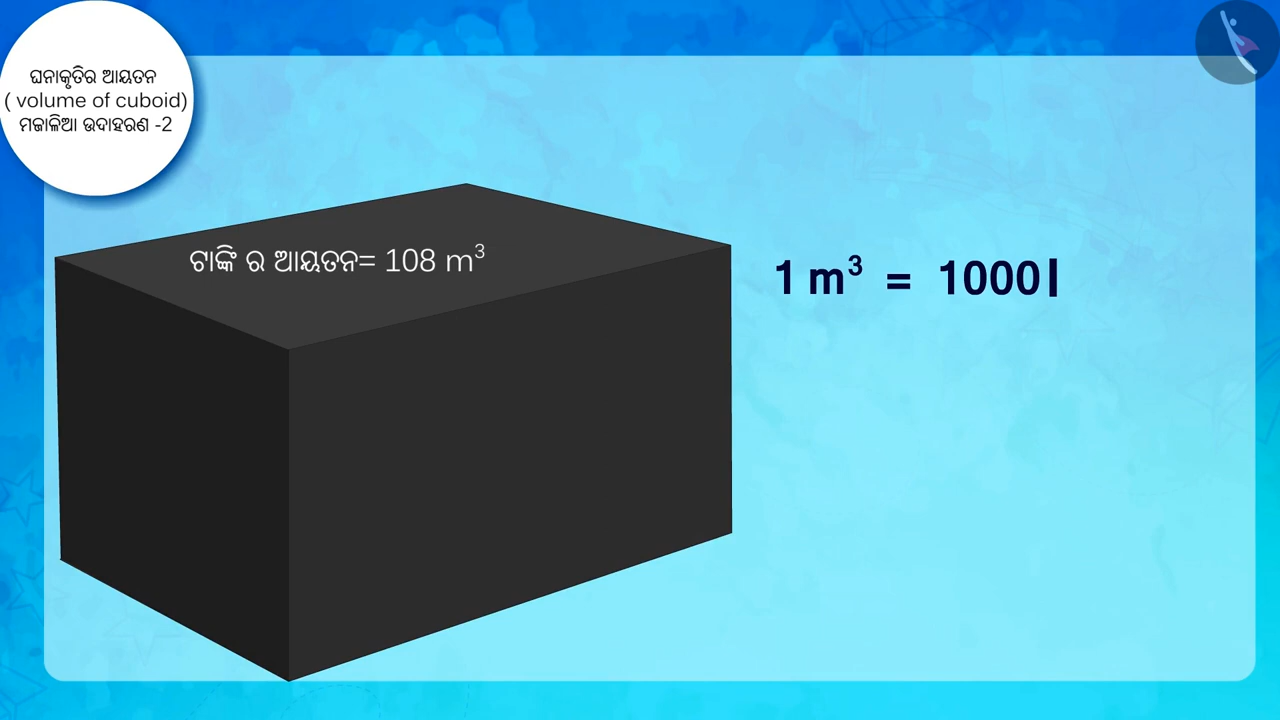 ଘନାକୃତିର ଆୟତନ
( volume of cuboid)
ମଜାଳିଆ ଉଦାହରଣ -2
ଟାଙ୍କି ର ଆୟତନ= 108 m³
1 m³ = 1000 l